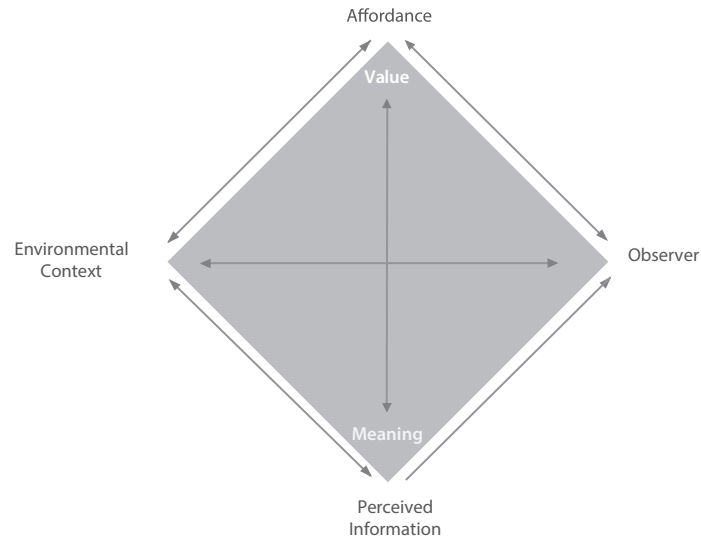 Affordance
Value
Environmental
Context
Observer
Meaning
Perceived
Information